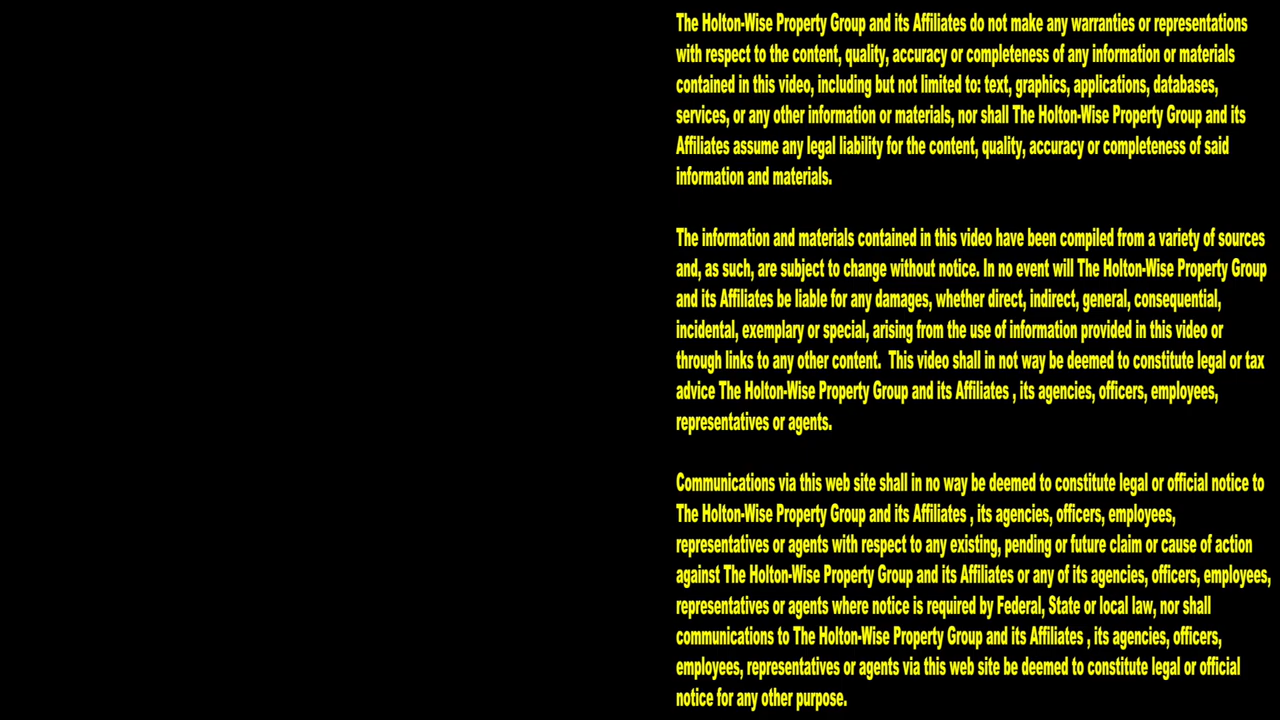 The Holton-Wise Property Group and its Affiliates do not make any warranties or representations
with respect to the content, quality, accuracy or completeness of any information or materials
contained in this video, including but not limited to: text, graphics, applications, databases,
services, or any other information or materials, nor shall The Holton-Wise Property Group and its
Affiliates assume any legal liability for the content, quality, accuracy or completeness of said
information and materials.
The information and materials contained in this video have been compiled from a variety of sources
and, as such, are subject to change without notice. In no event will The Holton-Wise Property Group
and its Affiliates be liable for any damages, whether direct, indirect, general, consequential,
incidental, exemplary or special, arising from the use of information provided in this video or
through links to any other content.  This video shall in not way be deemed to constitute legal or tax
advice The Holton-Wise Property Group and its Affiliates , its agencies, officers, employees,
representatives or agents.
Communications via this web site shall in no way be deemed to constitute legal or official notice to
The Holton-Wise Property Group and its Affiliates , its agencies, officers, employees,
representatives or agents with respect to any existing, pending or future claim or cause of action
against The Holton-Wise Property Group and its Affiliates or any of its agencies, officers, employees,
representatives or agents where notice is required by Federal, State or local law, nor shall
communications to The Holton-Wise Property Group and its Affiliates , its agencies, officers,
employees, representatives or agents via this web site be deemed to constitute legal or official
notice for any other purpose.